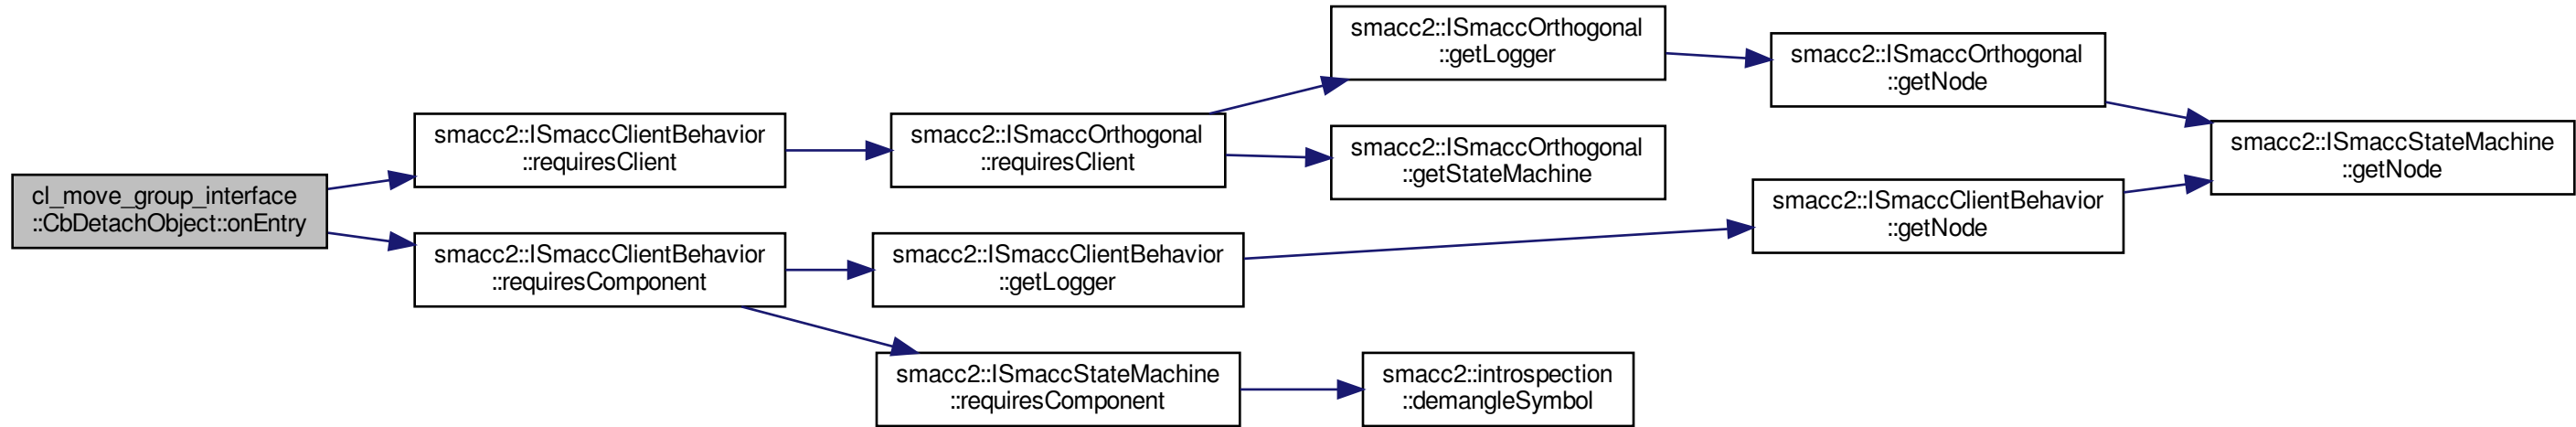 cl_move_group_interface
::CbDetachObject::onEntry
smacc2::ISmaccClientBehavior
::requiresClient
smacc2::ISmaccOrthogonal
::requiresClient
smacc2::ISmaccOrthogonal
::getLogger
smacc2::ISmaccOrthogonal
::getNode
smacc2::ISmaccStateMachine
::getNode
smacc2::ISmaccOrthogonal
::getStateMachine
smacc2::ISmaccClientBehavior
::requiresComponent
smacc2::ISmaccClientBehavior
::getLogger
smacc2::ISmaccClientBehavior
::getNode
smacc2::ISmaccStateMachine
::requiresComponent
smacc2::introspection
::demangleSymbol